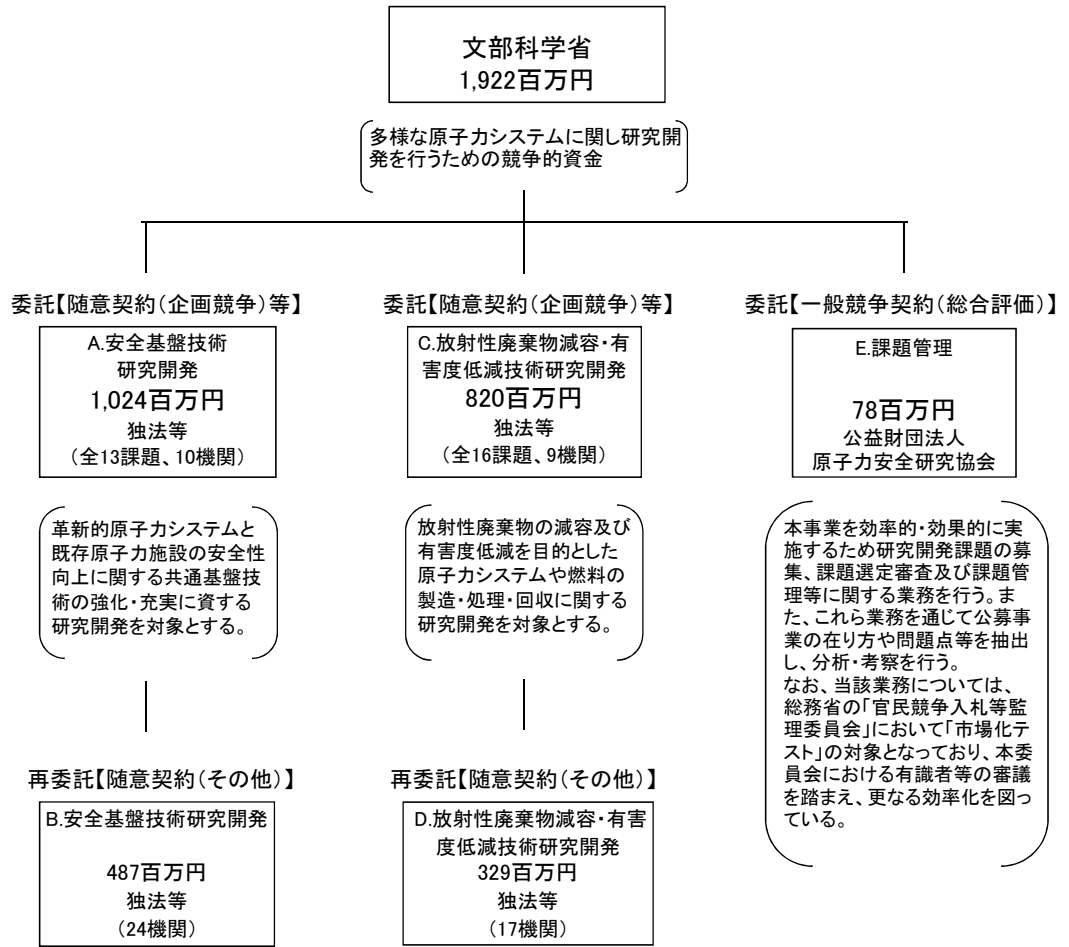 文部科学省
1,922百万円
多様な原子力システムに関し研究開
発を行うための競争的資金
委託【随意契約(企画競争)等】
A.安全基盤技術
研究開発
1,024百万円
独法等
(全13課題、10機関)
革新的原子力システムと
既存原子力施設の安全性
向上に関する共通基盤技
術の強化・充実に資する
研究開発を対象とする。
再委託【随意契約(その他)】
B.安全基盤技術研究開発
487百万円
独法等
(24機関)
委託【随意契約(企画競争)等】
C.放射性廃棄物減容・有
害度低減技術研究開発
820百万円
独法等
(全16課題、9機関)
放射性廃棄物の減容及び
有害度低減を目的とした
原子力システムや燃料の
製造・処理・回収に関する
研究開発を対象とする。
再委託【随意契約(その他)】
D.放射性廃棄物減容・有害
度低減技術研究開発
329百万円
独法等
(17機関)
委託【一般競争契約(総合評価)】
E.課題管理
78百万円
公益財団法人
原子力安全研究協会
本事業を効率的・効果的に実
施するため研究開発課題の募
集、課題選定審査及び課題管
理等に関する業務を行う。ま
た、これら業務を通じて公募事
業の在り方や問題点等を抽出
し、分析・考察を行う。
なお、当該業務については、
総務省の「官民競争入札等監
理委員会」において「市場化テ
スト」の対象となっており、本委
員会における有識者等の審議
を踏まえ、更なる効率化を図っ
ている。